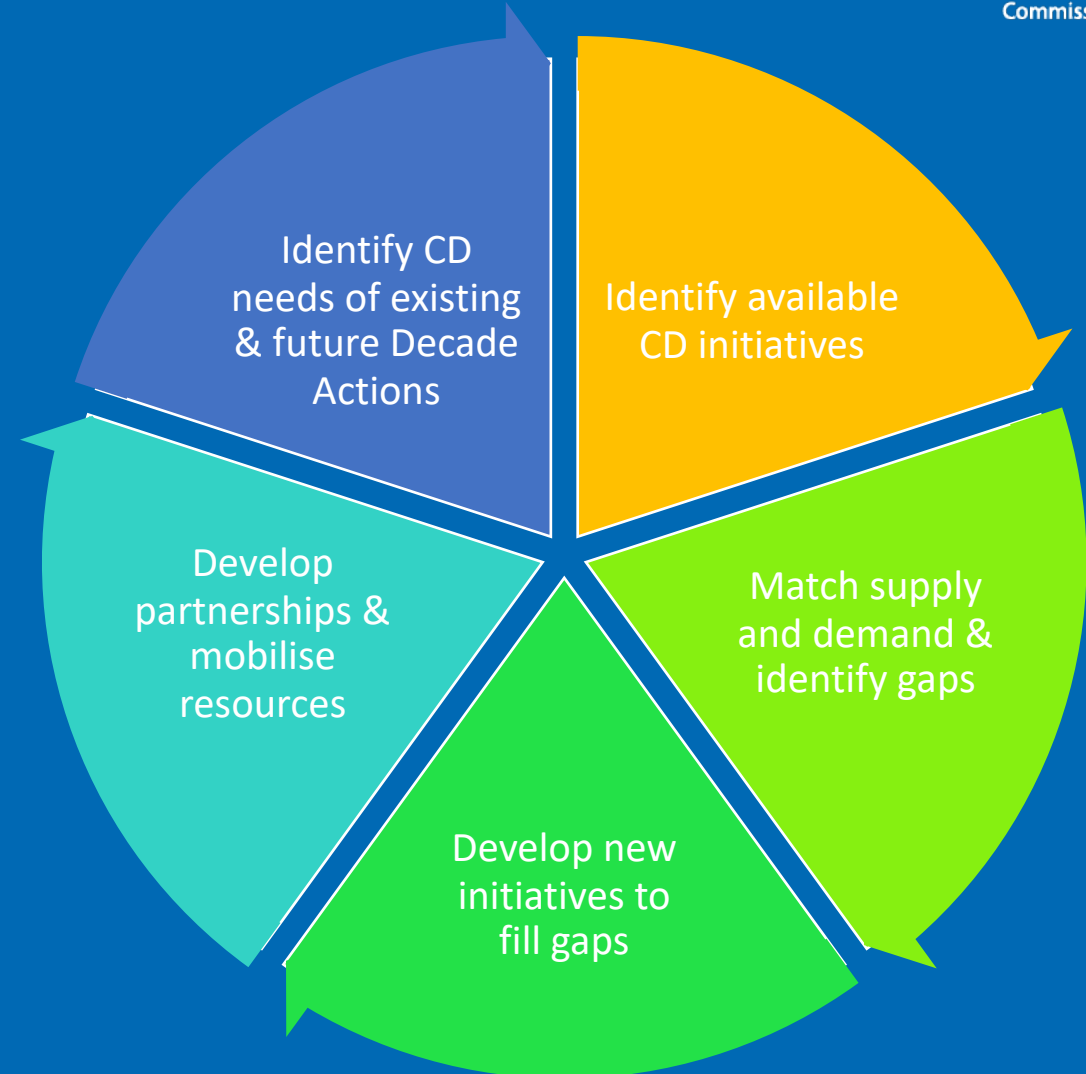 Commiss
Identify CD
needs of existing
& future Decade
Actions
Identify available
CD initiatives
Match supply
and demand &
identify gaps
Develop new
initiatives to
fill gaps
Develop
partnerships &
mobilise
resources